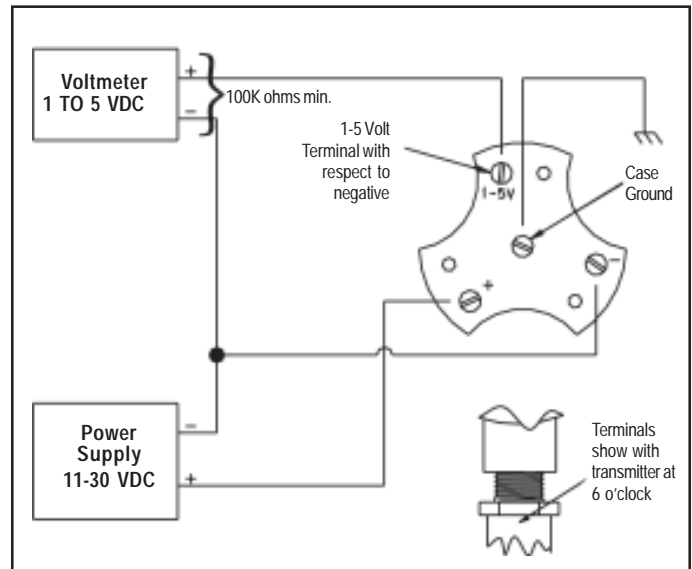 Voltmeter
1 TO 5 VDC
+
−
100K ohms min.
1-5 Volt
Terminal with
respect to
negative
1-5V
Case
Ground
+
−
Power
Supply
11-30 VDC
−
+
Terminals
show with
transmitter at
6 o'clock